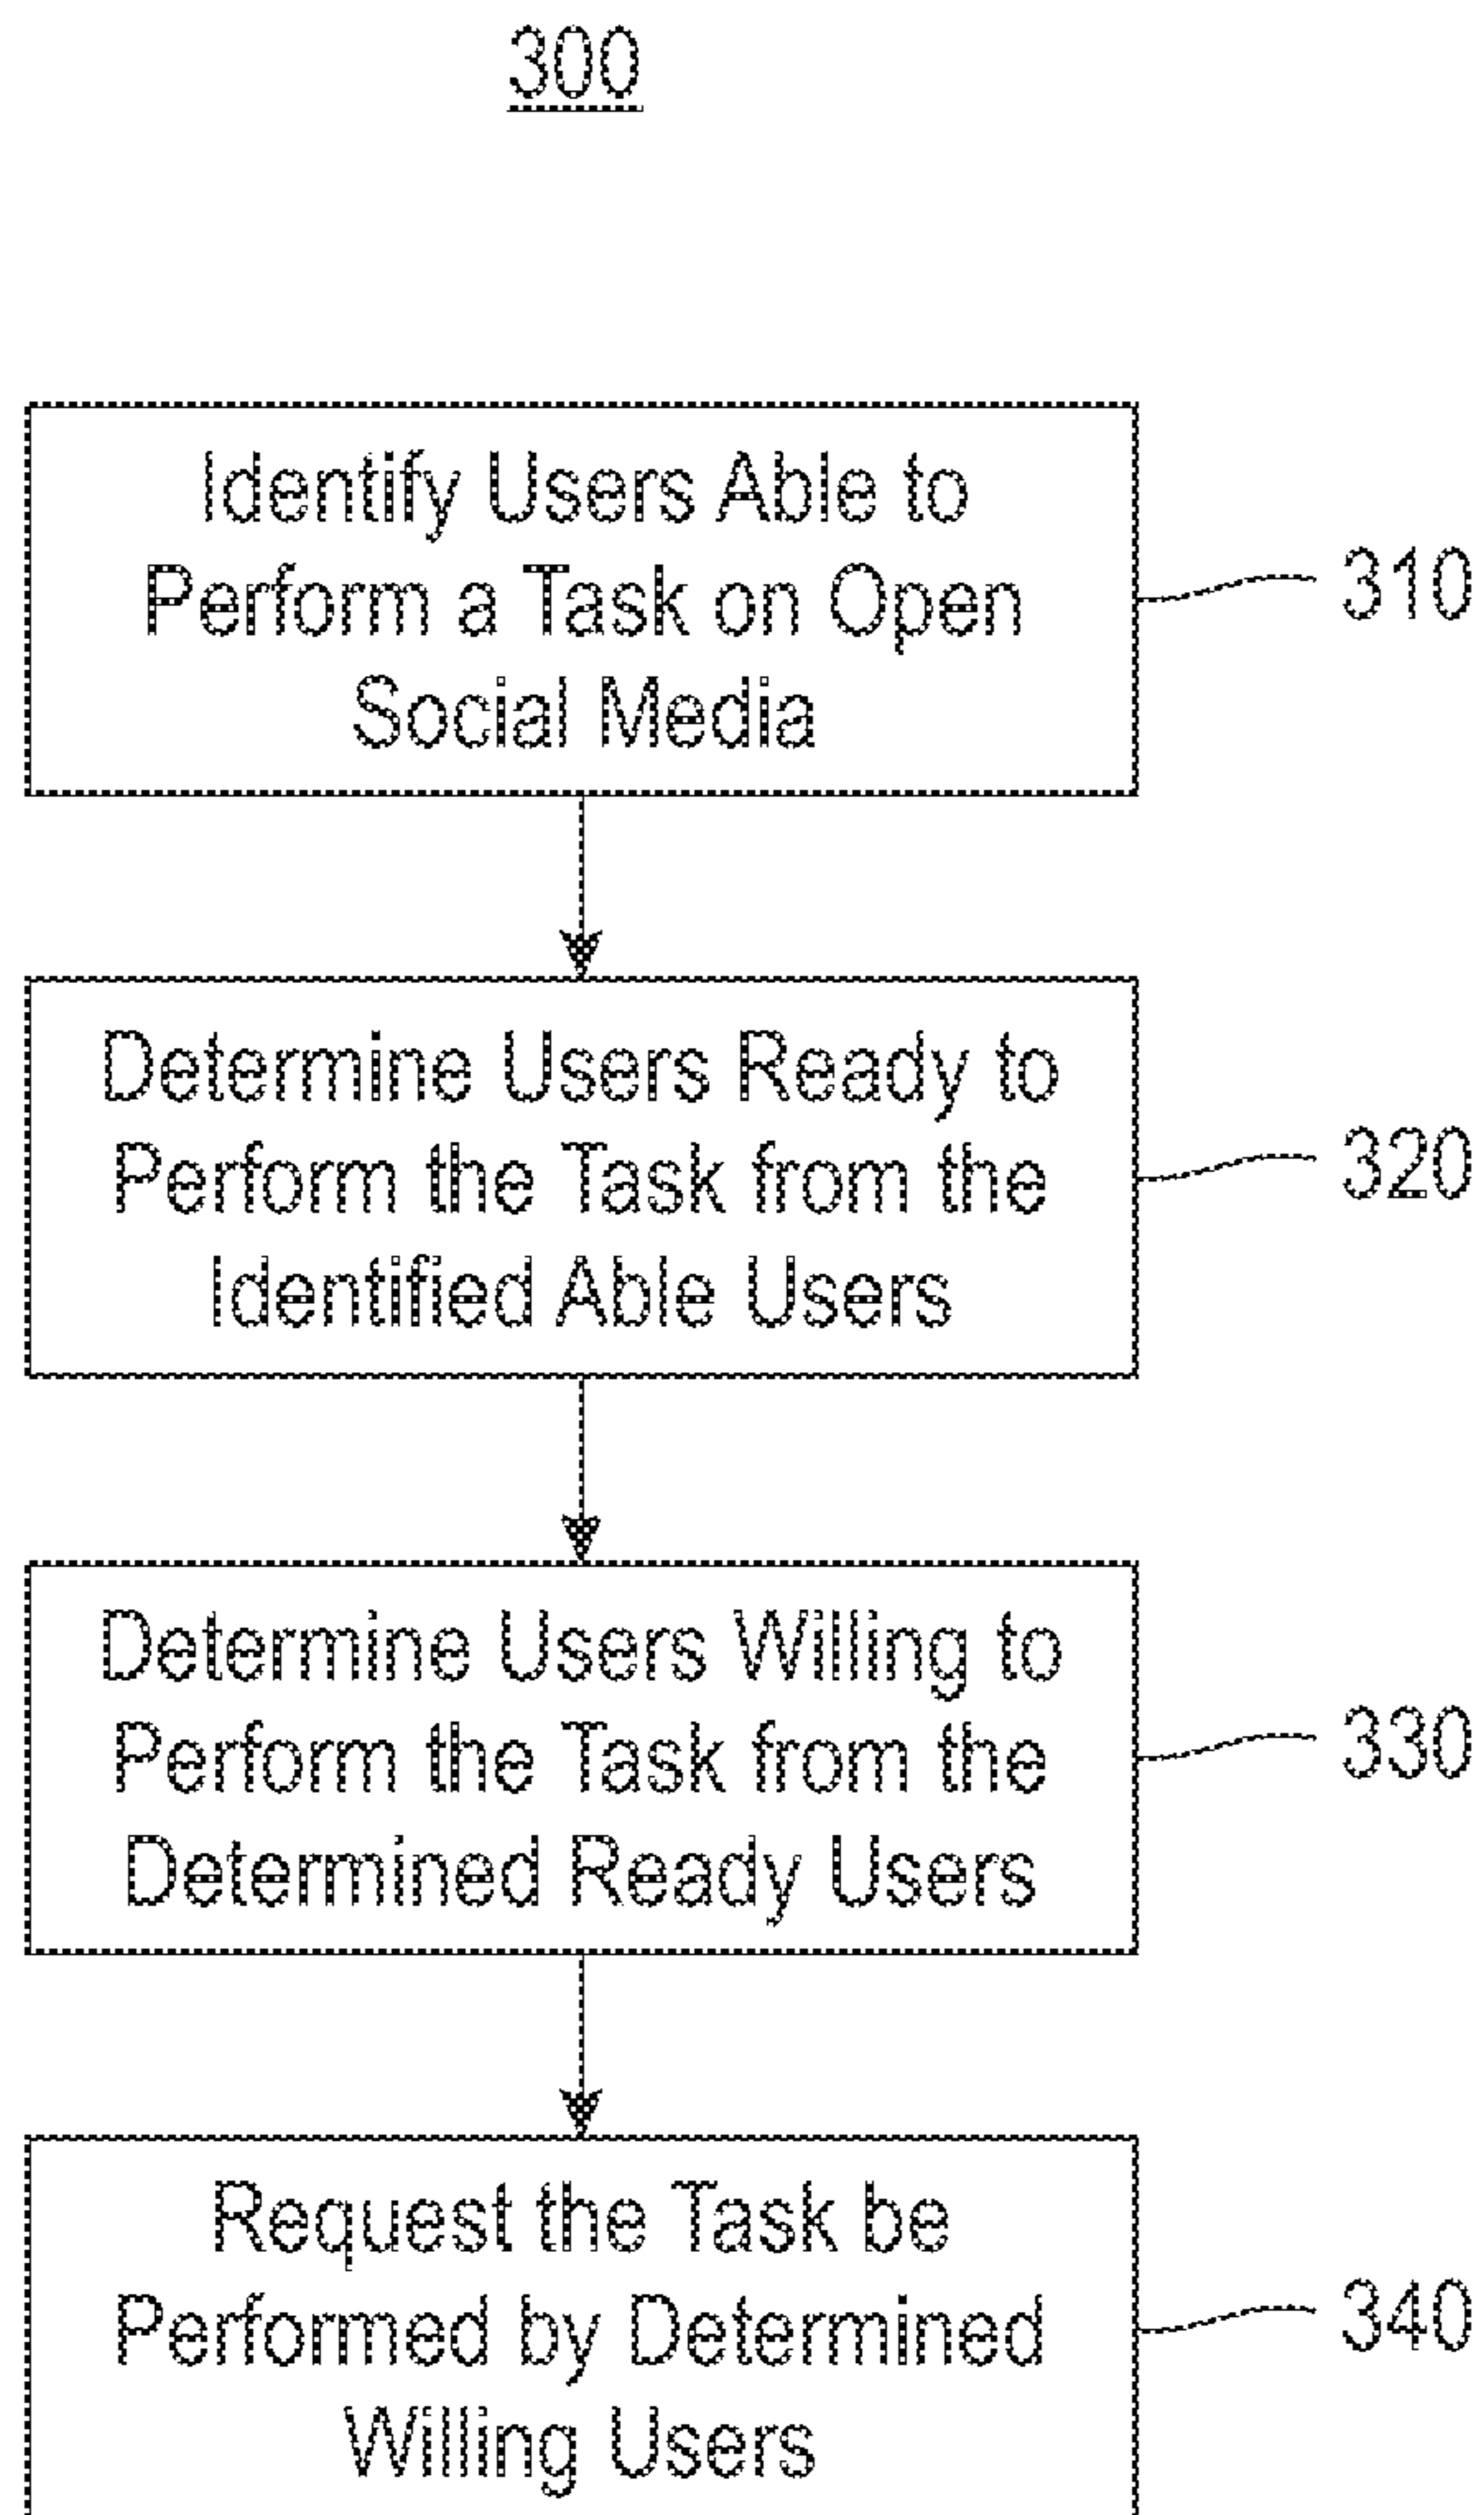 300
Identify Users Able to
Perform a Task on Open
Social Media
310
Determine Users Ready to
Perform the Task from the
Identified Able Users
320
Determine Users Willing to
Perform the Task from the
Determined Ready Users
330
Request the Task be
Performed by Determined
Willing Users
340